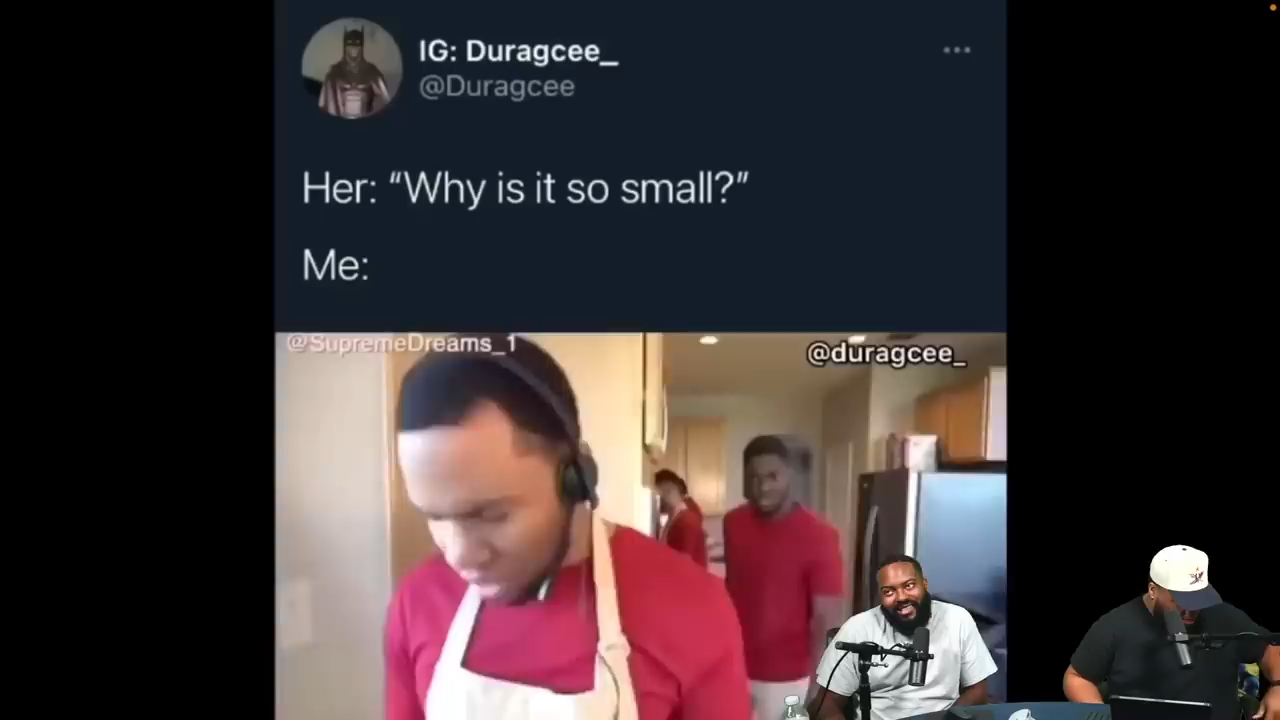 IG: Duragcee_
@Duragcee
Her: “Why is it so small?”
Me:
@SupremeDreams_1
@duragcee_